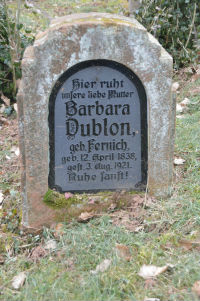 Hier ruht
unsere liebe Mutter
Barbara
Dublon,
geb. Fernich,
geb. 12. April 1838,
gest. 3. Aug. 1921.
Ruhe sanft!